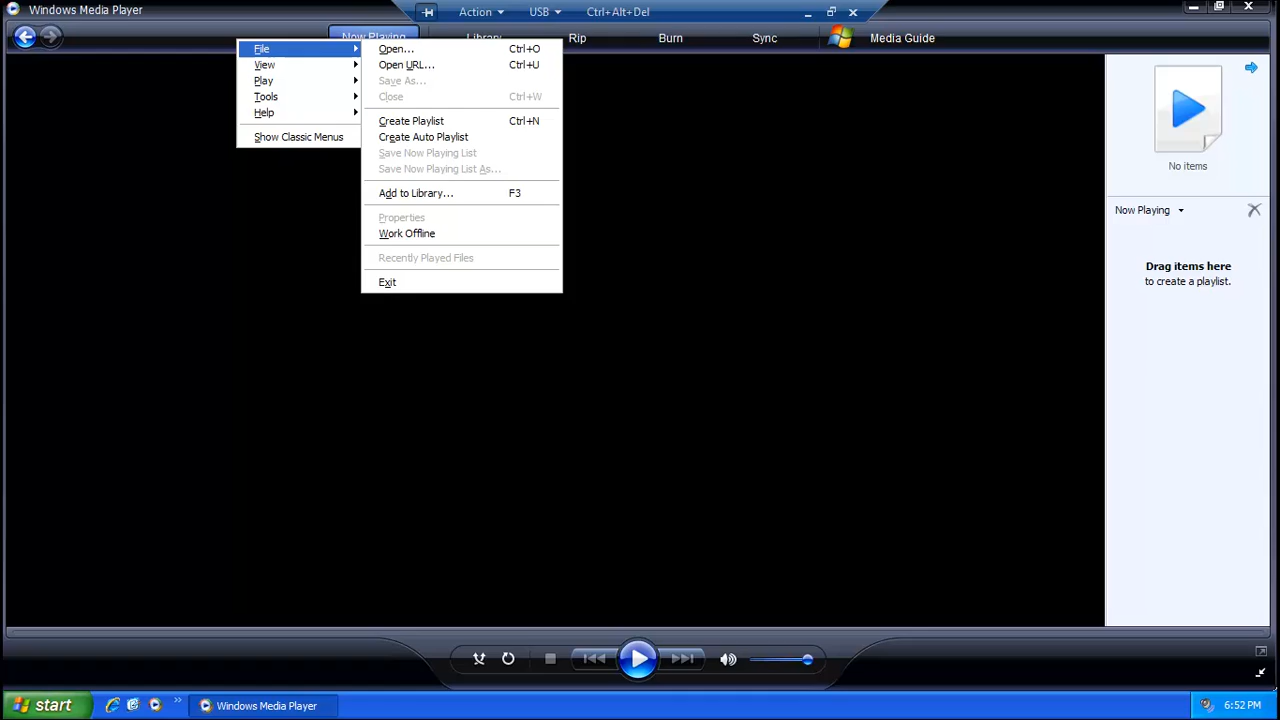 Windows Media Player
Action USB Ctrl+Alt+Del
Now Playing Library Rip Burn Sync Media Guide
File
View
Play
Tools
Help
Show Classic Menus
Open... Ctrl+O
Open URL... Ctrl+U
Save As...
Close Ctrl+W
Create Playlist Ctrl+N
Create Auto Playlist
Save Now Playing List
Save Now Playing List As...
Add to Library... F3
Properties
Work Offline
Recently Played Files
Exit
No items
Now Playing
Drag items here
to create a playlist.
start Windows Media Player 6:52 PM